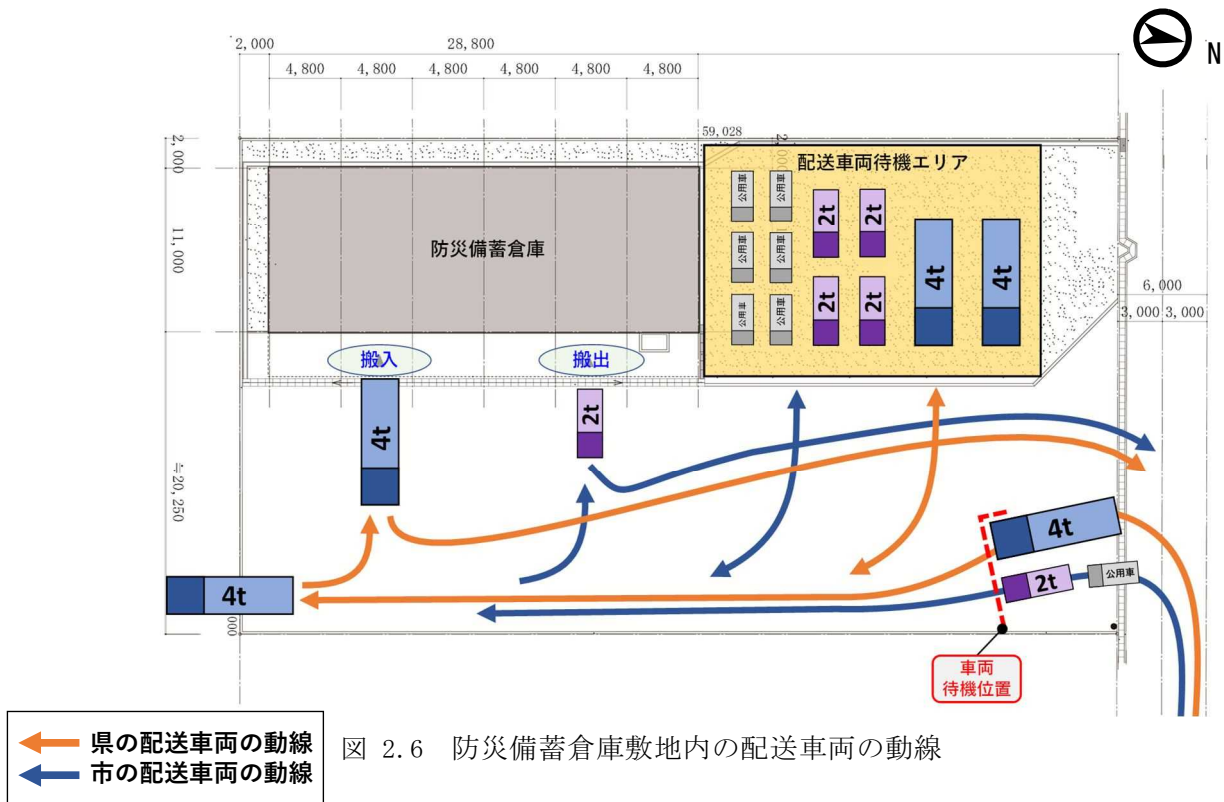 N
2,000
28,800
4,800
4,800
4,800
4,800
4,800
4,800
2,000
59,028
配送車両待機エリア
公用車
公用車
2t
2t
11,000
防災備蓄倉庫
公用車
公用車
4t
4t
6,000
2t
2t
公用車
公用車
3,000
3,000
搬入
搬出
4t
2t
≒20,250
4t
4t
2t
公用車
車両
待機位置
県の配送車両の動線
市の配送車両の動線
図 2.6 防災備蓄倉庫敷地内の配送車両の動線